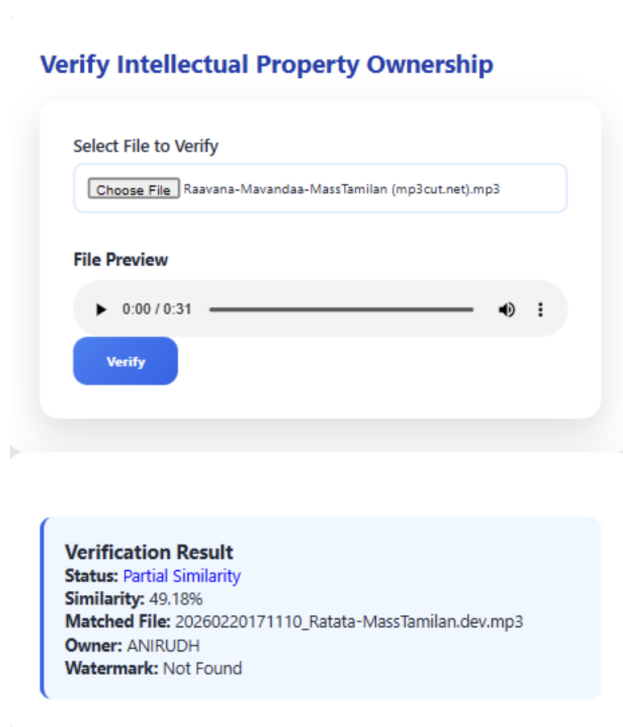 Verify Intellectual Property Ownership
Select File to Verify
Choose File Raavana-Mavandaa-MassTamilan (mp3cut.net).mp3
File Preview
0:00 / 0:31
Verify
Verification Result
Status: Partial Similarity
Similarity: 49.18%
Matched File: 20260220171110_Ratata-MassTamilan.dev.mp3
Owner: ANIRUDH
Watermark: Not Found